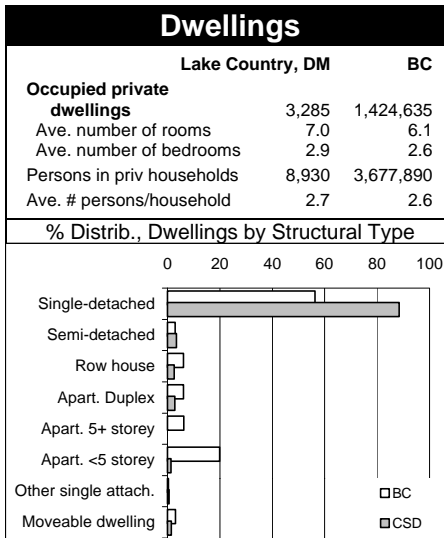 Dwellings
Lake Country, DM BC
Occupied private
dwellings 3,285 1,424,635
Ave. number of rooms 7.0 6.1
Ave. number of bedrooms 2.9 2.6
Persons in priv households 8,930 3,677,890
Ave. # persons/household 2.7 2.6
% Distrib., Dwellings by Structural Type
0 20 40 60 80 100
Single-detached
Semi-detached
Row house
Apart. Duplex
Apart. 5+ storey
Apart. <5 storey
Other single attach.
BC
Moveable dwelling
CSD